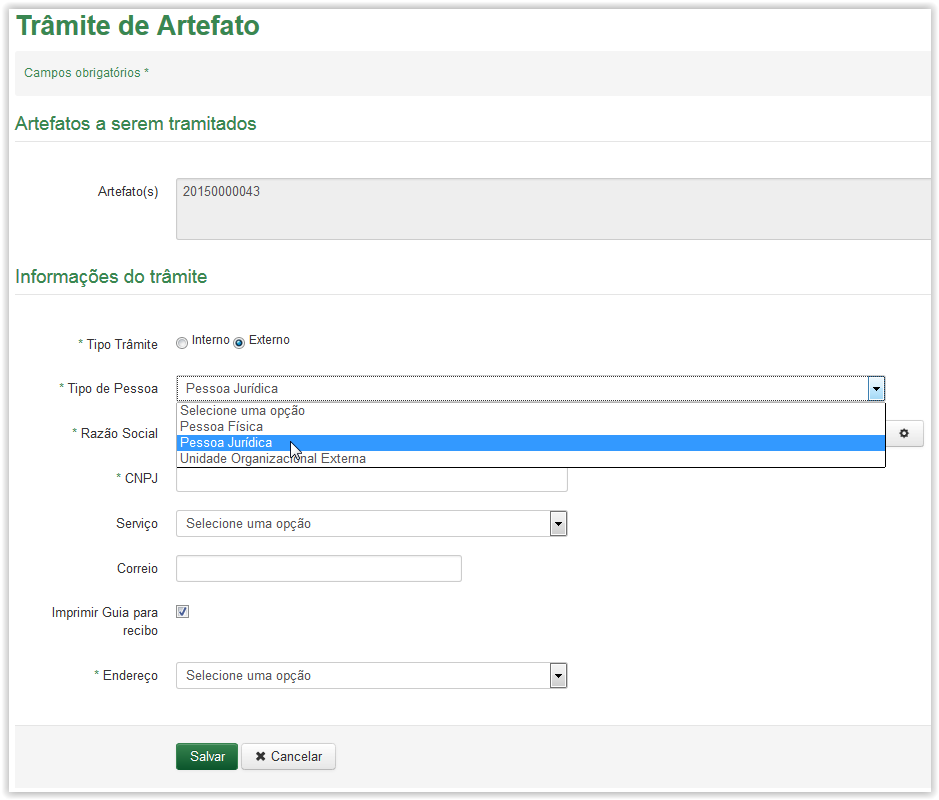 Trâmite de Artefato
Campos obrigatórios *
Artefatos a serem tramitados
Artefato(s) 20150000043
Informações do trâmite
* Tipo Trâmite Interno Externo
* Tipo de Pessoa Pessoa Jurídica
Selecione uma opção
Pessoa Física
* Razão Social
Pessoa Jurídica
Unidade Organizacional Externa
* CNPJ
Serviço Selecione uma opção
Correio
Imprimir Guia para
recibo
* Endereço Selecione uma opção
Salvar Cancelar